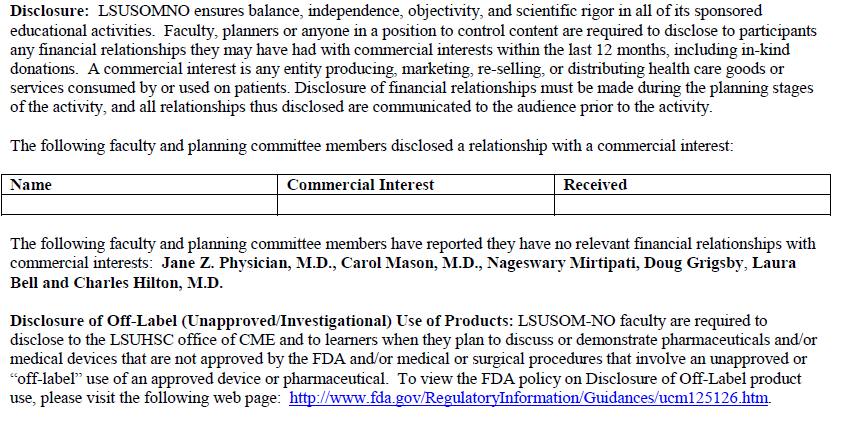 Disclosure: LSUSOMNO ensures balance, independence, objectivity, and scientific rigor in all of its sponsored
educational activities. Faculty, planners or anyone in a position to control content are required to disclose to participants
any financial relationships they may have had with commercial interests within the last 12 months, including in-kind
donations. A commercial interest is any entity producing, marketing, re-selling, or distributing health care goods or
services consumed by or used on patients. Disclosure of financial relationships must be made during the planning stages
of the activity, and all relationships thus disclosed are communicated to the audience prior to the activity.
The following faculty and planning committee members disclosed a relationship with a commercial interest:
Name Commercial Interest Received
The following faculty and planning committee members have reported they have no relevant financial relationships with
commercial interests: Jane Z. Physician, M.D., Carol Mason, M.D., Nageswary Mirtipati, Doug Grigsby, Laura
Bell and Charles Hilton, M.D.
Disclosure of Off-Label (Unapproved/Investigational) Use of Products: LSUSOM-NO faculty are required to
disclose to the LSUHSC office of CME and to learners when they plan to discuss or demonstrate pharmaceuticals and/or
medical devices that are not approved by the FDA and/or medical or surgical procedures that involve an unapproved or
“off-label” use of an approved device or pharmaceutical. To view the FDA policy on Disclosure of Off-Label product
use, please visit the following web page: http://www.fda.gov/RegulatoryInformation/Guidances/ucm125126.htm.